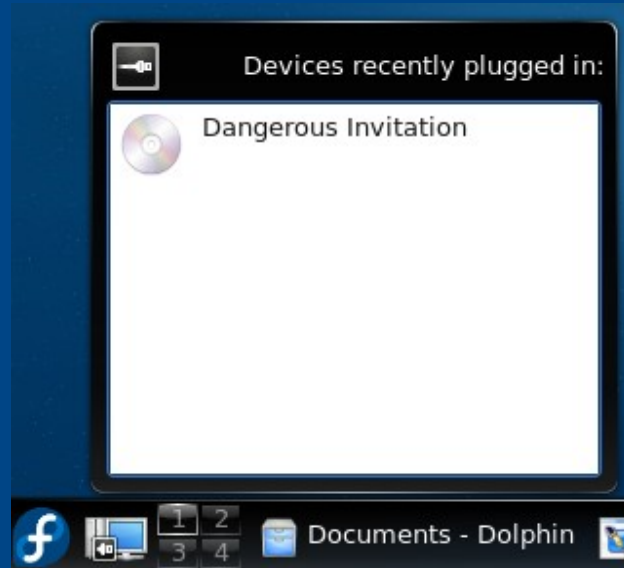 Devices recently plugged in:
Dangerous Invitation
1 2
3 4
Documents - Dolphin